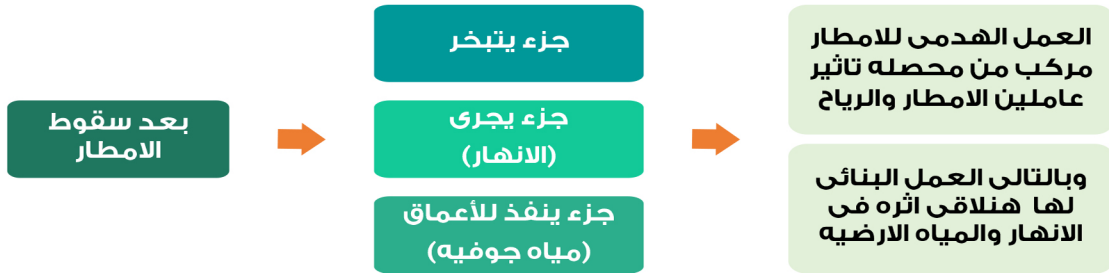 بعد سقوط
الامطار
جزء يتبخر
جزء يجرى
(الانهار)
جزء ينفذ للأعماق
(مياه جوفيه)
العمل الهدمى للامطار
مركب من محصله تاثير
عاملين الامطار والرياح
وبالتالى العمل البنائى
لها هنلاقى اثره فى
الانهار والمياه الارضيه